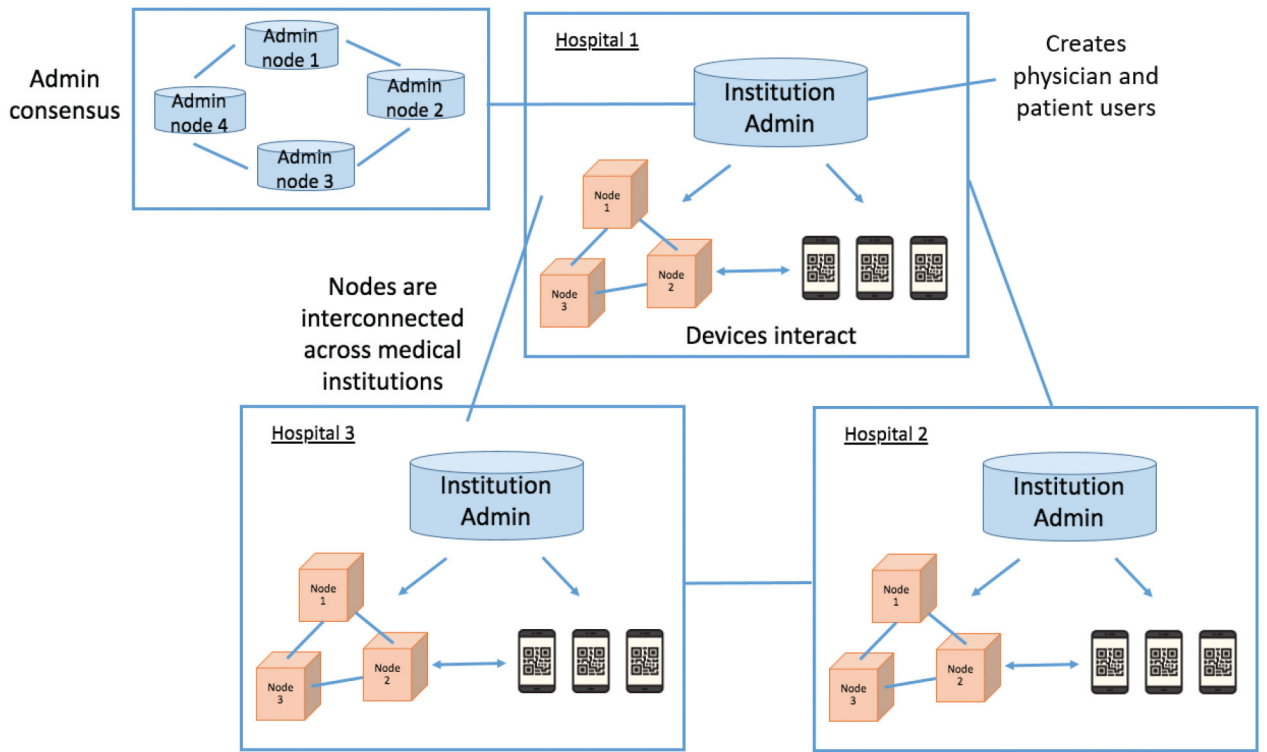 Admin
consensus
Admin
node 1
Admin
node 2
Admin
node 4
Admin
node 3
Hospital 1
Institution
Admin
Creates
physician and
patient users
Node
1
Node
2
Node
3
Devices interact
Nodes are
interconnected
across medical
institutions
Hospital 3
Institution
Admin
Node
1
Node
2
Node
3
Hospital 2
Institution
Admin
Node
1
Node
2
Node
3